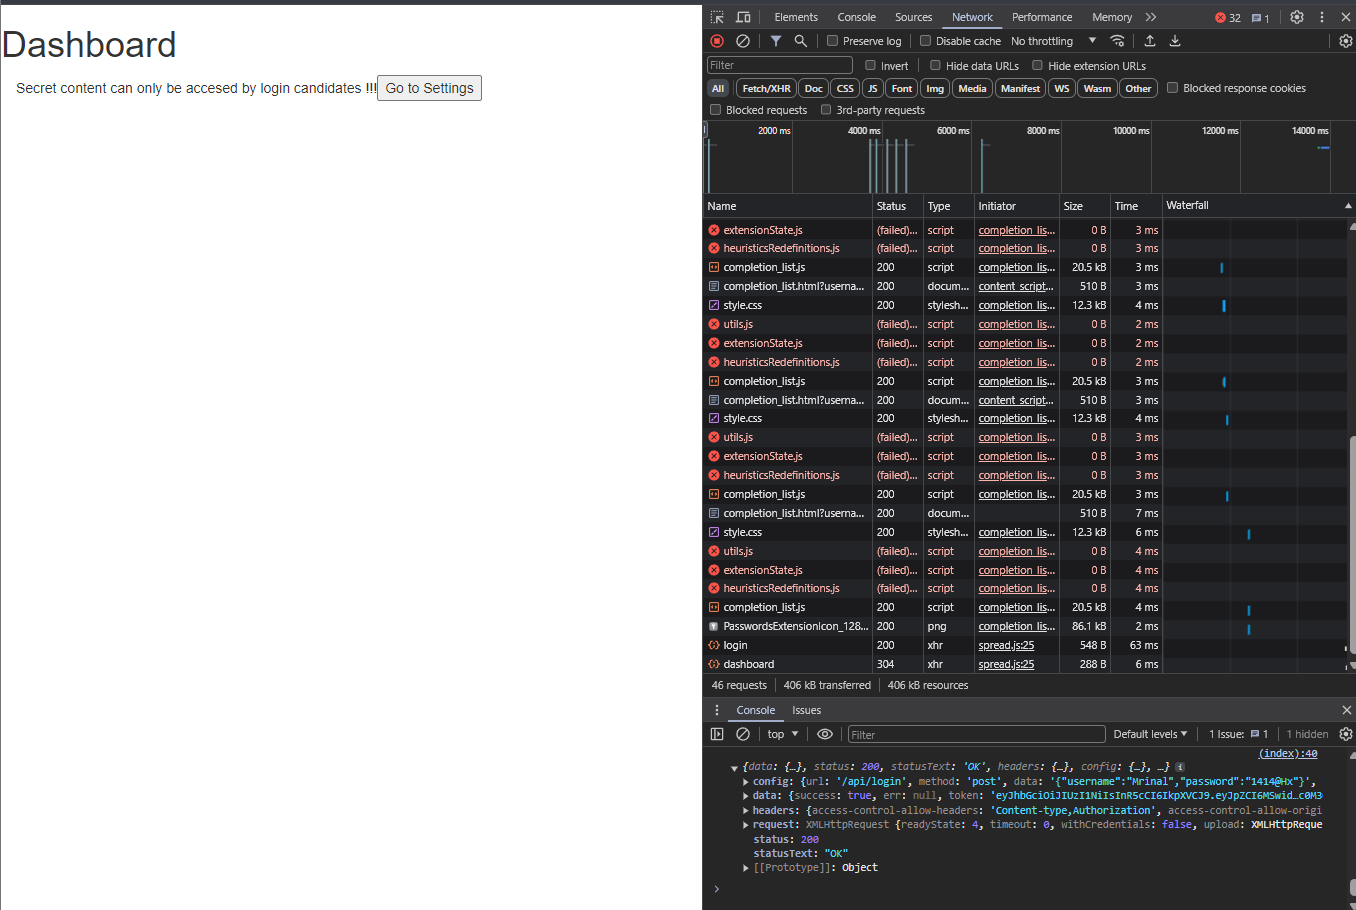 Dashboard
Secret content can only be accesed by login candidates !!! Go to Settings
Elements Console Sources Network Performance Memory 32 1
Preserve log Disable cache No throttling
Filter Invert Hide data URLs Hide extension URLs
All Fetch/XHR Doc CSS JS Font Img Media Manifest WS Wasm Other Blocked response cookies
Blocked requests 3rd-party requests
2000 ms 4000 ms 6000 ms 8000 ms 10000 ms 12000 ms 14000 ms
Name Status Type Initiator Size Time Waterfall
extensionState.js (failed)... script completion_lis... 0 B 3 ms
heuristicsRedefinitions.js (failed)... script completion_lis... 0 B 3 ms
completion_list.js 200 script completion_lis... 20.5 kB 3 ms
completion_list.html?userna... 200 docum... content_script... 510 B 3 ms
style.css 200 stylesh... completion_lis... 12.3 kB 4 ms
utils.js (failed)... script completion_lis... 0 B 2 ms
extensionState.js (failed)... script completion_lis... 0 B 2 ms
heuristicsRedefinitions.js (failed)... script completion_lis... 0 B 2 ms
completion_list.js 200 script completion_lis... 20.5 kB 3 ms
completion_list.html?userna... 200 docum... content_script... 510 B 3 ms
style.css 200 stylesh... completion_lis... 12.3 kB 4 ms
utils.js (failed)... script completion_lis... 0 B 3 ms
extensionState.js (failed)... script completion_lis... 0 B 3 ms
heuristicsRedefinitions.js (failed)... script completion_lis... 0 B 3 ms
completion_list.js 200 script completion_lis... 20.5 kB 3 ms
completion_list.html?userna... 200 docum... 510 B 7 ms
style.css 200 stylesh... completion_lis... 12.3 kB 6 ms
utils.js (failed)... script completion_lis... 0 B 4 ms
extensionState.js (failed)... script completion_lis... 0 B 4 ms
heuristicsRedefinitions.js (failed)... script completion_lis... 0 B 4 ms
completion_list.js 200 script completion_lis... 20.5 kB 4 ms
PasswordsExtensionIcon_128... 200 png completion_lis... 86.1 kB 2 ms
login 200 xhr spread.js:25 548 B 63 ms
dashboard 304 xhr spread.js:25 288 B 6 ms
46 requests 406 kB transferred 406 kB resources
Console Issues
top Filter Default levels 1 Issue: 1 1 hidden
(index):40
{data: {…}, status: 200, statusText: 'OK', headers: {…}, config: {…}, …}
config: {url: '/api/login', method: 'post', data: '{"username":"Mrinal","password":"1414@Hx"}',
data: {success: true, err: null, token: 'eyJhbGciOiJIUzI1NiIsInR5cCI6IkpXVCJ9.eyJpZCI6MSwid…c0M3
headers: {access-control-allow-headers: 'Content-type,Authorization', access-control-allow-origi
request: XMLHttpRequest {readyState: 4, timeout: 0, withCredentials: false, upload: XMLHttpReque
status: 200
statusText: "OK"
[[Prototype]]: Object